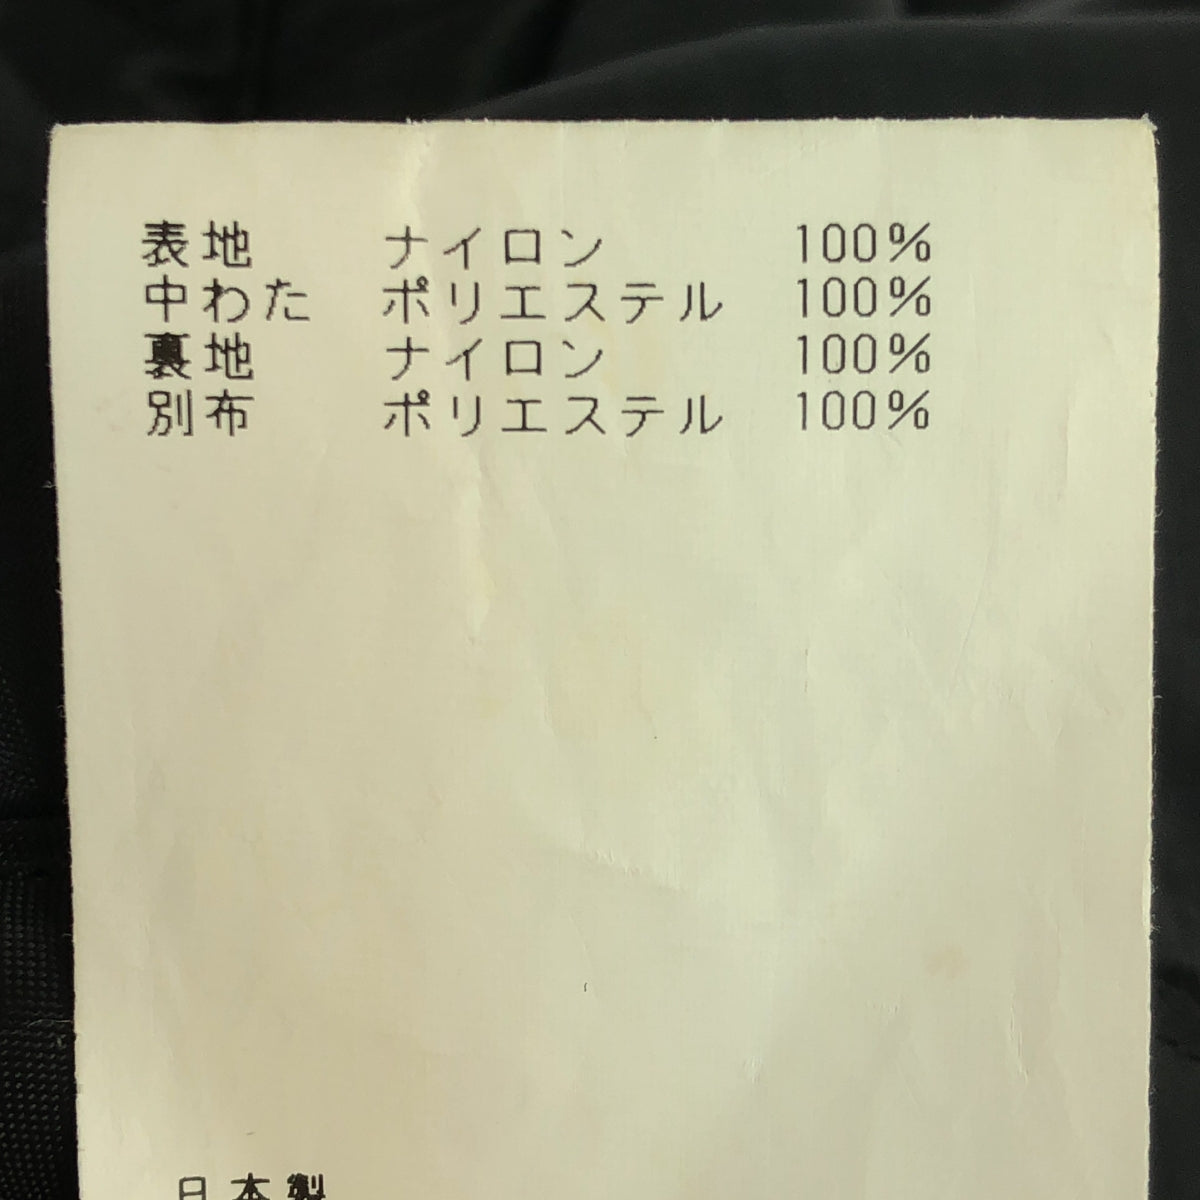 表地 ナイロン 100%
中わた ポリエステル 100%
裏地 ナイロン 100%
別布 ポリエステル 100%
日本製